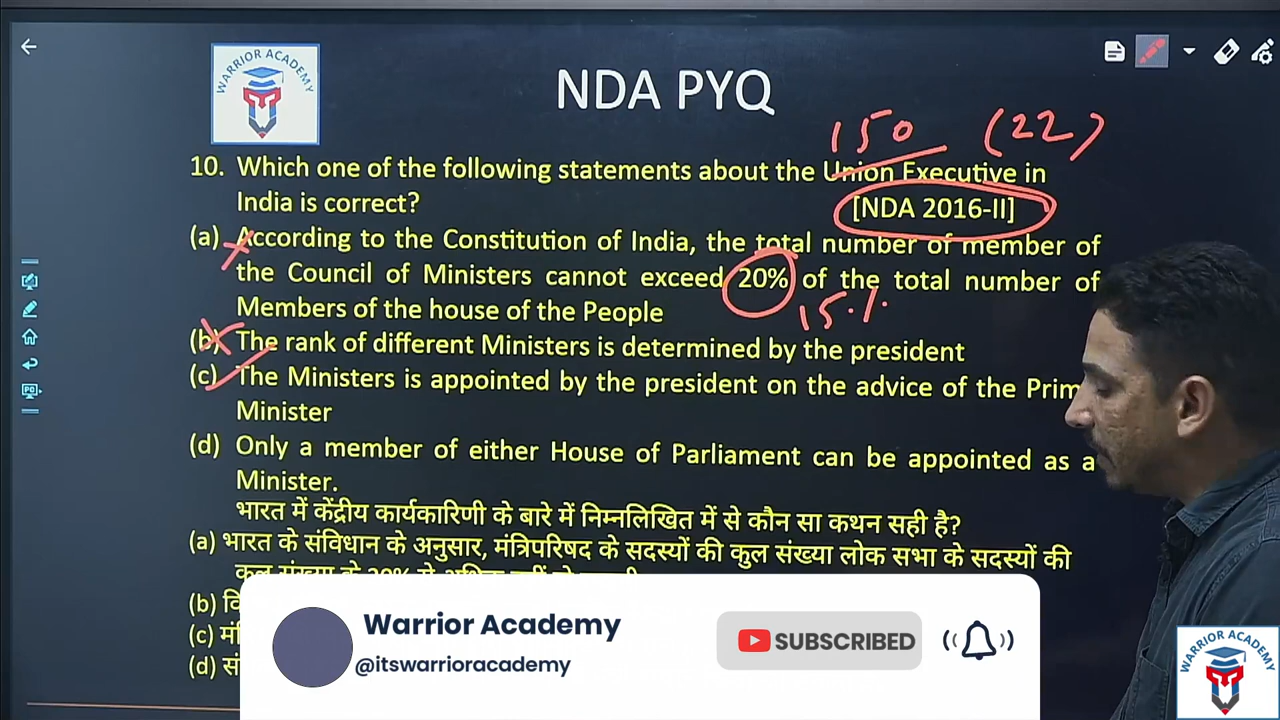 WARRIOR ACADEMY
NDA PYQ
150 (22)
10. Which one of the following statements about the Union Executive in
India is correct? [NDA 2016-II]
(a) According to the Constitution of India, the total number of member of
the Council of Ministers cannot exceed 20% of the total number of
Members of the house of the People
15%
(b) The rank of different Ministers is determined by the president
(c) The Ministers is appointed by the president on the advice of the Prim
Minister
(d) Only a member of either House of Parliament can be appointed as a
Minister.
भारत में केंद्रीय कार्यकारिणी के बारे में निम्नलिखित में से कौन सा कथन सही है?
(a) भारत के संविधान के अनुसार, मंत्रिपरिषद के सदस्यों की कुल संख्या लोक सभा के सदस्यों की
(b)
(c)
(d)
Warrior Academy
SUBSCRIBED
@itswarrioracademy
WARRIOR ACADEMY